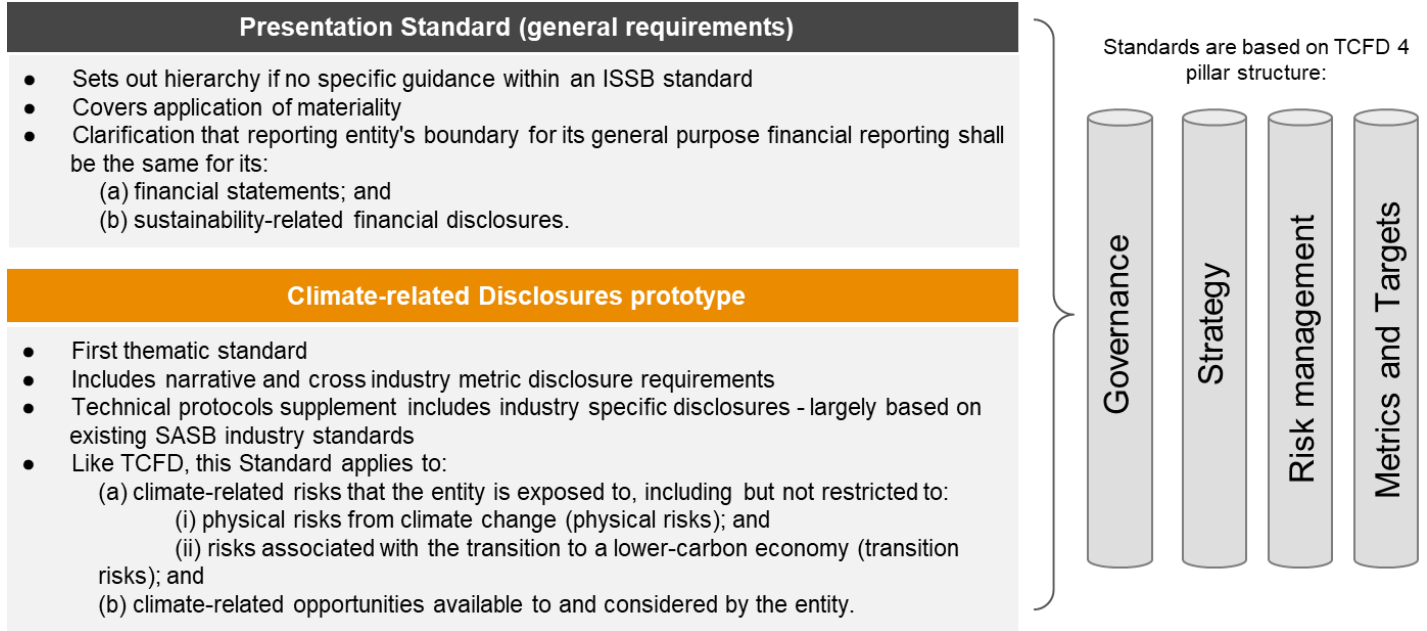 Presentation Standard (general requirements)
● Sets out hierarchy if no specific guidance within an ISSB standard
● Covers application of materiality
● Clarification that reporting entity's boundary for its general purpose financial reporting shall
be the same for its:
(a) financial statements; and
(b) sustainability-related financial disclosures.
Climate-related Disclosures prototype
● First thematic standard
● Includes narrative and cross industry metric disclosure requirements
● Technical protocols supplement includes industry specific disclosures - largely based on
existing SASB industry standards
● Like TCFD, this Standard applies to:
(a) climate-related risks that the entity is exposed to, including but not restricted to:
(i) physical risks from climate change (physical risks); and
(ii) risks associated with the transition to a lower-carbon economy (transition
risks); and
(b) climate-related opportunities available to and considered by the entity.
Standards are based on TCFD 4
pillar structure:
Governance
Strategy
Risk management
Metrics and Targets